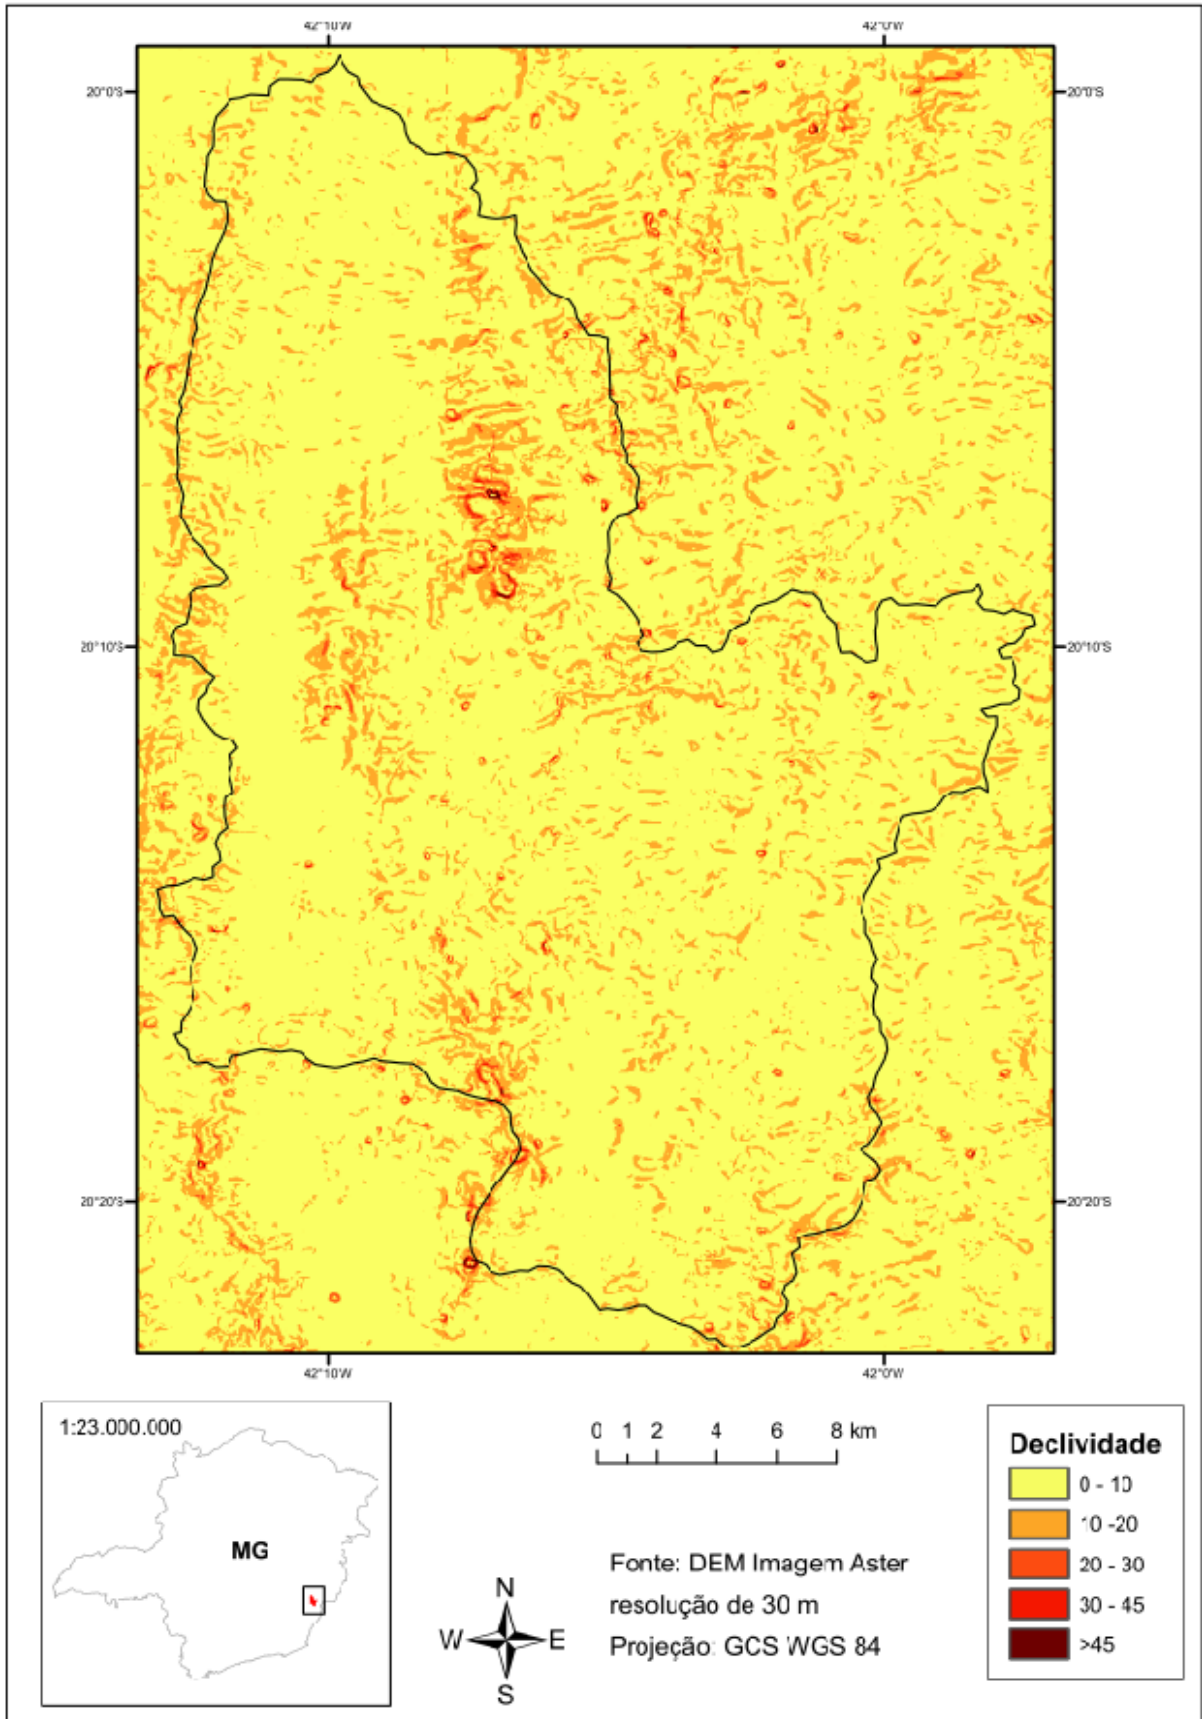 42°10'W 42°0'W
20°0'S 20°0'S
20°10'S 20°10'S
20°20'S 20°20'S
42°10'W 42°0'W
1:23.000.000
MG
0 1 2 4 6 8 km
N
W E
S
Fonte: DEM Imagem Aster
resolução de 30 m
Projeção: GCS WGS 84
Declividade
0 - 10
10 -20
20 - 30
30 - 45
>45